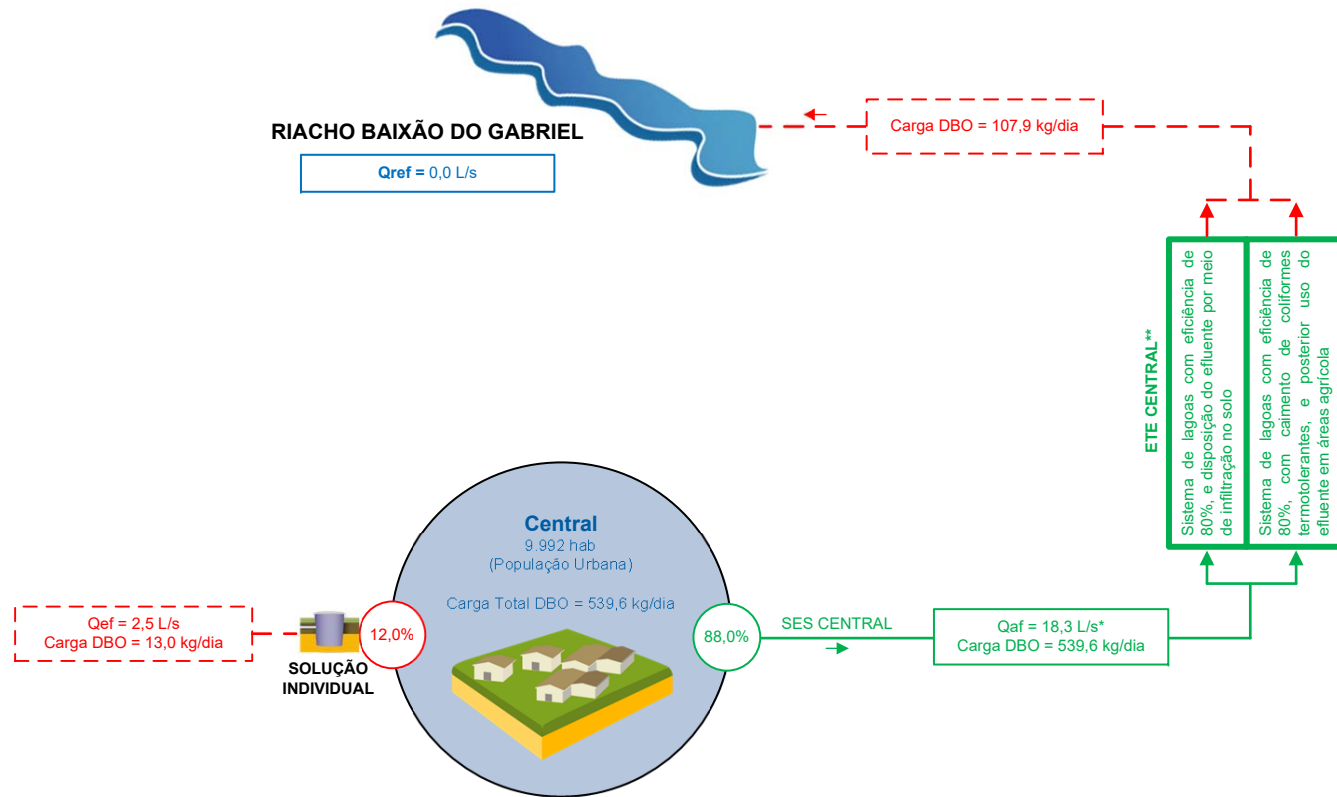 RIACHO BAIXÃO DO GABRIEL
Qref = 0,0 L/s
Carga DBO = 107,9 kg/dia
ETE CENTRAL**
Sistema de lagoas com eficiência de
80%, e disposição do efluente por meio
de infiltração no solo
Sistema de lagoas com eficiência de
80%, com caimento de coliformes
termotolerantes, e posterior uso do
efluente em áreas agrícola
Central
9.992 hab
(População Urbana)
Carga Total DBO = 539,6 kg/dia
Qef = 2,5 L/s
Carga DBO = 13,0 kg/dia
SOLUÇÃO
INDIVIDUAL
12,0%
88,0%
SES CENTRAL
Qaf = 18,3 L/s*
Carga DBO = 539,6 kg/dia